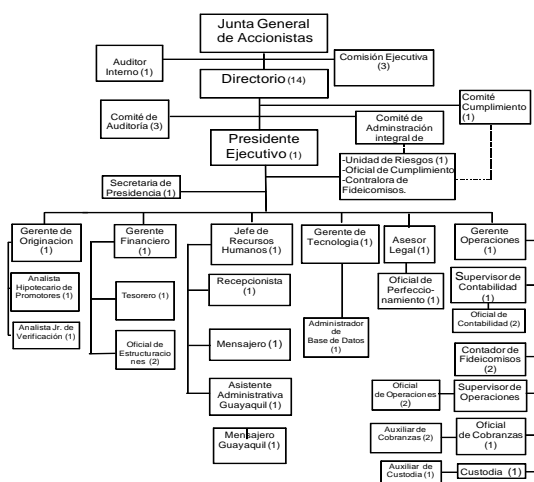 Junta General
de Accionistas
Auditor
Interno (1)
Comisión Ejecutiva
(3)
Directorio (14)
Comité
Cumplimiento
(1)
Comité de
Auditoría (3)
Comité de
Adminstración
integral de
Presidente
Ejecutivo (1)
-Unidad de Riesgos (1)
-Oficial de Cumplimiento
-Contralora de
Fideicomisos.
Secretaria de
Presidencia (1)
Gerente de
Originacion
(1)
Gerente
Financiero
(1)
Jefe de
Recursos
Humanos (1)
Gerente de
Tecnología (1)
Asesor
Legal (1)
Gerente
Operaciones (1)
Analista
Hipotecario de
Promotores (1)
Analista Jr. de
Verificación (1)
Tesorero (1)
Oficial de
Estructuracio
nes (2)
Recepcionista
(1)
Mensajero (1)
Asistente
Administrativa
Guayaquil (1)
Mensajero
Guayaquil (1)
Administrador
de
Base de Datos
(1)
Oficial de
Perfeccio-
namiento (1)
Supervisor de
Contabilidad
(1)
Oficial de
Contabilidad (2)
Contador de
Fideicomisos
(2)
Oficial
de Operaciones
(2)
Supervisor de
Operaciones
Auxiliar de
Cobranzas (2)
Oficial
de Cobranzas
(1)
Auxiliar de
Custodia (1)
Custodia (1)